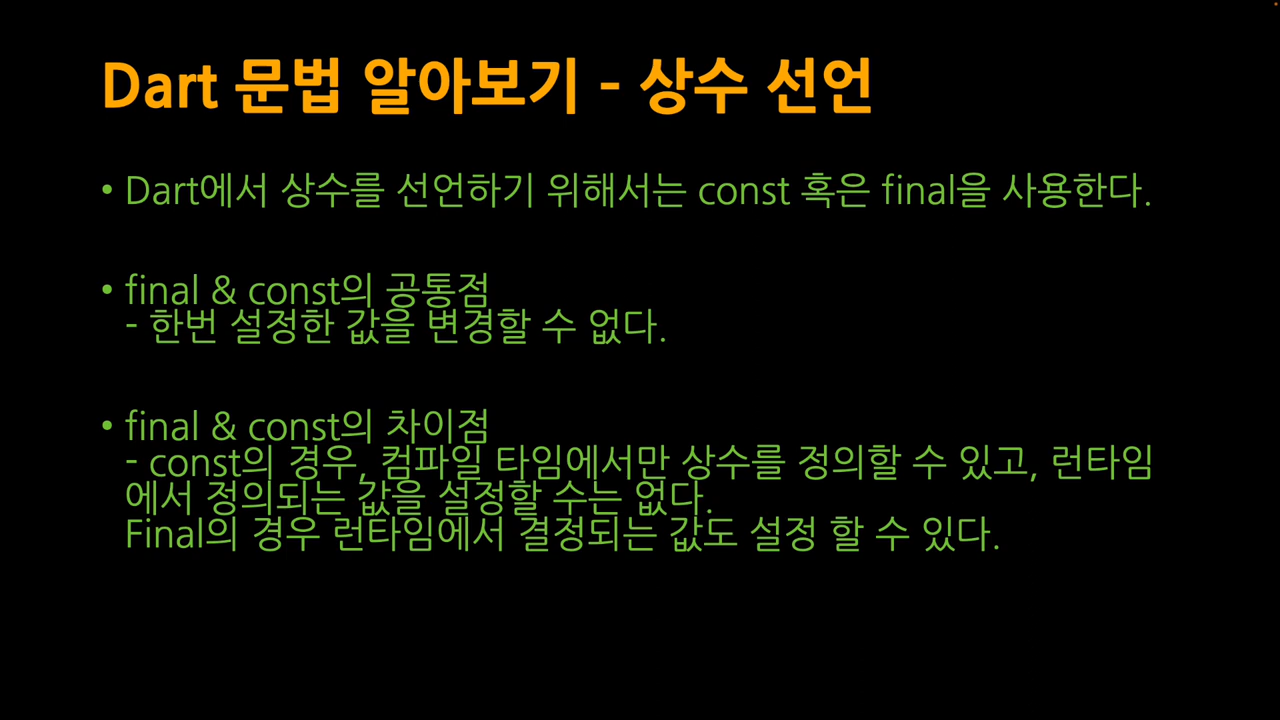 Dart 문법 알아보기 - 상수 선언
• Dart에서 상수를 선언하기 위해서는 const 혹은 final을 사용한다.
• final & const의 공통점
- 한번 설정한 값을 변경할 수 없다.
• final & const의 차이점
- const의 경우, 컴파일 타임에서만 상수를 정의할 수 있고, 런타임
에서 정의되는 값을 설정할 수는 없다.
Final의 경우 런타임에서 결정되는 값도 설정 할 수 있다.